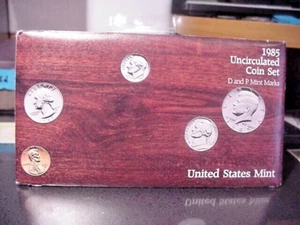 1985
Uncirculated
Coin Set
D and P Mint Marks
United States Mint